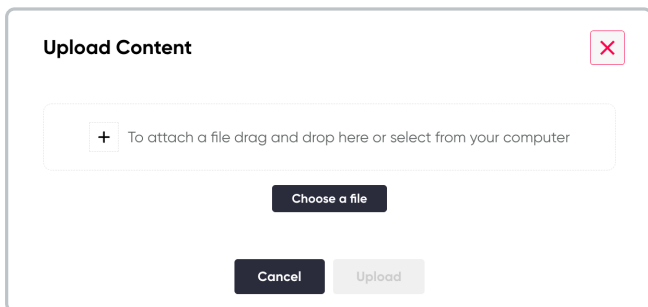 Upload Content
+ To attach a file drag and drop here or select from your computer
Choose a file
Cancel Upload